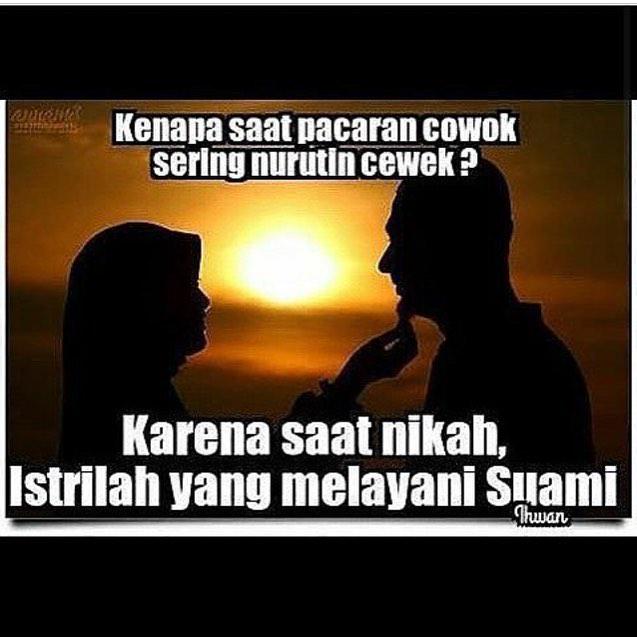 Kenapa saat pacaran cowok
sering nurutin cewek ?
Karena saat nikah,
Istrilah yang melayani Suami
Ihwan